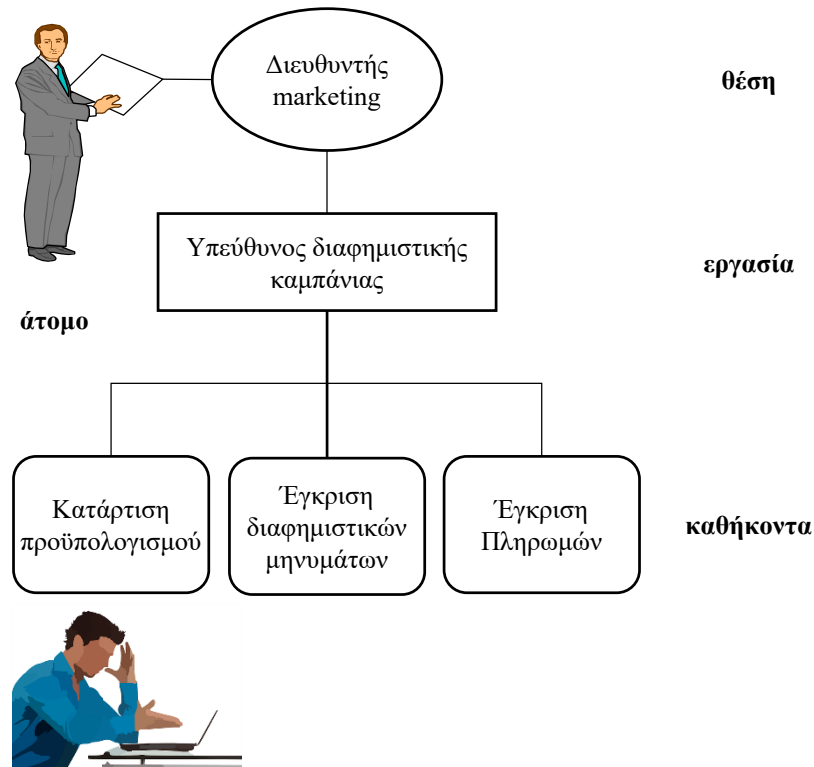 Διευθυντής
marketing
θέση
Υπεύθυνος διαφημιστικής
καμπάνιας
εργασία
άτομο
Κατάρτιση
προϋπολογισμού
Έγκριση
διαφημιστικών
μηνυμάτων
Έγκριση
Πληρωμών
καθήκοντα